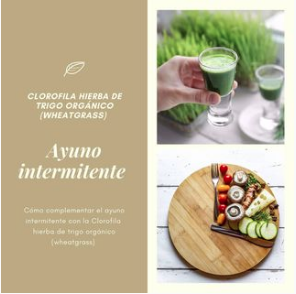 CLOROFILA HIERBA DE
TRIGO ORGÁNICO
(WHEATGRASS)
Ayuno
intermitente
Cómo complementar el ayuno
intermitente con la Clorofila
hierba de trigo orgánico
(wheatgrass)